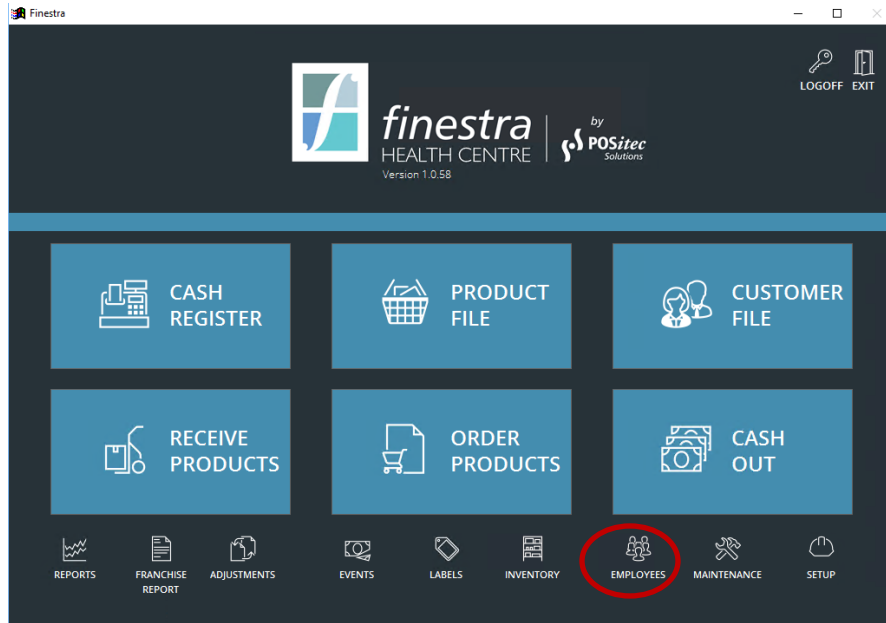 Finestra
LOGOFF EXIT
finestra
HEALTH CENTRE
Version 1.0.58
by
POSitec
Solutions
CASH
REGISTER
PRODUCT
FILE
CUSTOMER
FILE
RECEIVE
PRODUCTS
ORDER
PRODUCTS
CASH
OUT
REPORTS
FRANCHISE
REPORT
ADJUSTMENTS
EVENTS
LABELS
INVENTORY
EMPLOYEES
MAINTENANCE
SETUP